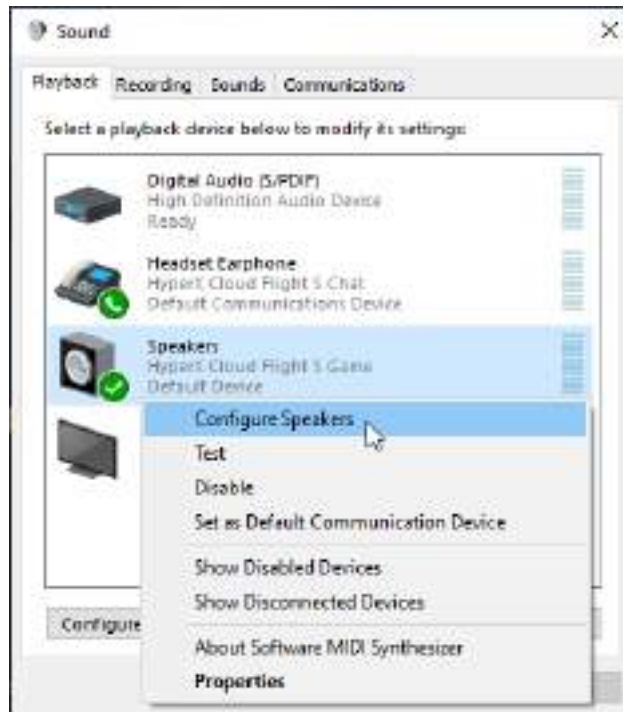 Sound
Playback Recording Sounds Communications
Select a playback device below to modify its settings:
Digital Audio (S/PDIF)
High Definition Audio Device
Ready
Headset Earphone
HyperX Cloud Flight S Chat
Default Communications Device
Speakers
HyperX Cloud Flight S Game
Default Device
Configure Speakers
Test
Disable
Set as Default Communication Device
Show Disabled Devices
Show Disconnected Devices
Configure
About Software MIDI Synthesizer
Properties